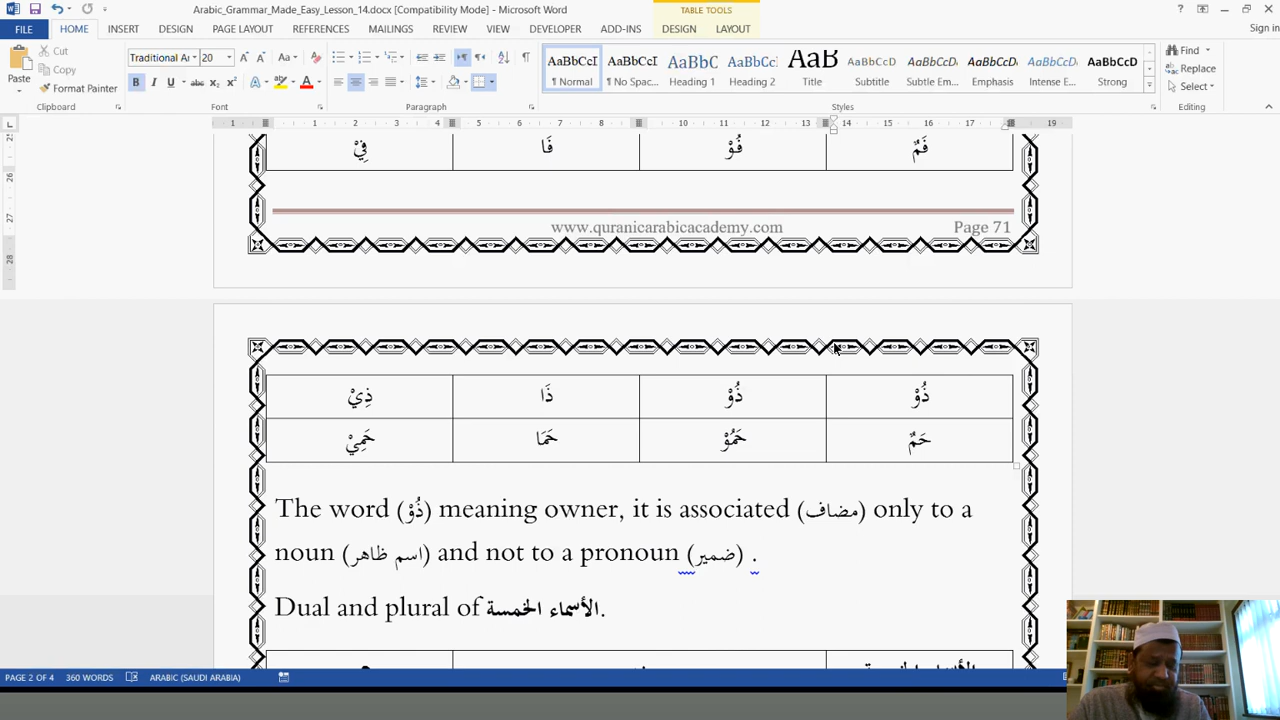 Arabic_Grammar_Made_Easy_Lesson_14.docx [Compatibility Mode] - Microsoft Word
TABLE TOOLS
FILE HOME INSERT DESIGN PAGE LAYOUT REFERENCES MAILINGS REVIEW VIEW DEVELOPER ADD-INS DESIGN LAYOUT Sign in
Paste Cut Copy Format Painter
Traditional Ar 20
AaBbCcI AaBbCcI AaBbC AaBbCcI AaB AaBbCcD AaBbCcDo AaBbCcDo AaBbCcDo AaBbCcDo
¶ Normal ¶ No Spac... Heading 1 Heading 2 Title Subtitle Subtle Em... Emphasis Intense E... Strong
Find Replace Select
Clipboard Font Paragraph Styles Editing
فَمٌ فُوْ فَا فِيْ
www.quranicarabicacademy.com Page 71
ذُوْ ذُوْ ذَا ذِيْ
حَمٌ حَمُوْ حَمَا حَمِيْ
The word (ذُوْ) meaning owner, it is associated (مضاف) only to a
noun (اسم ظاهر) and not to a pronoun (ضمير) .
Dual and plural of الأسماء الخمسة.
PAGE 2 OF 4 360 WORDS ARABIC (SAUDI ARABIA)